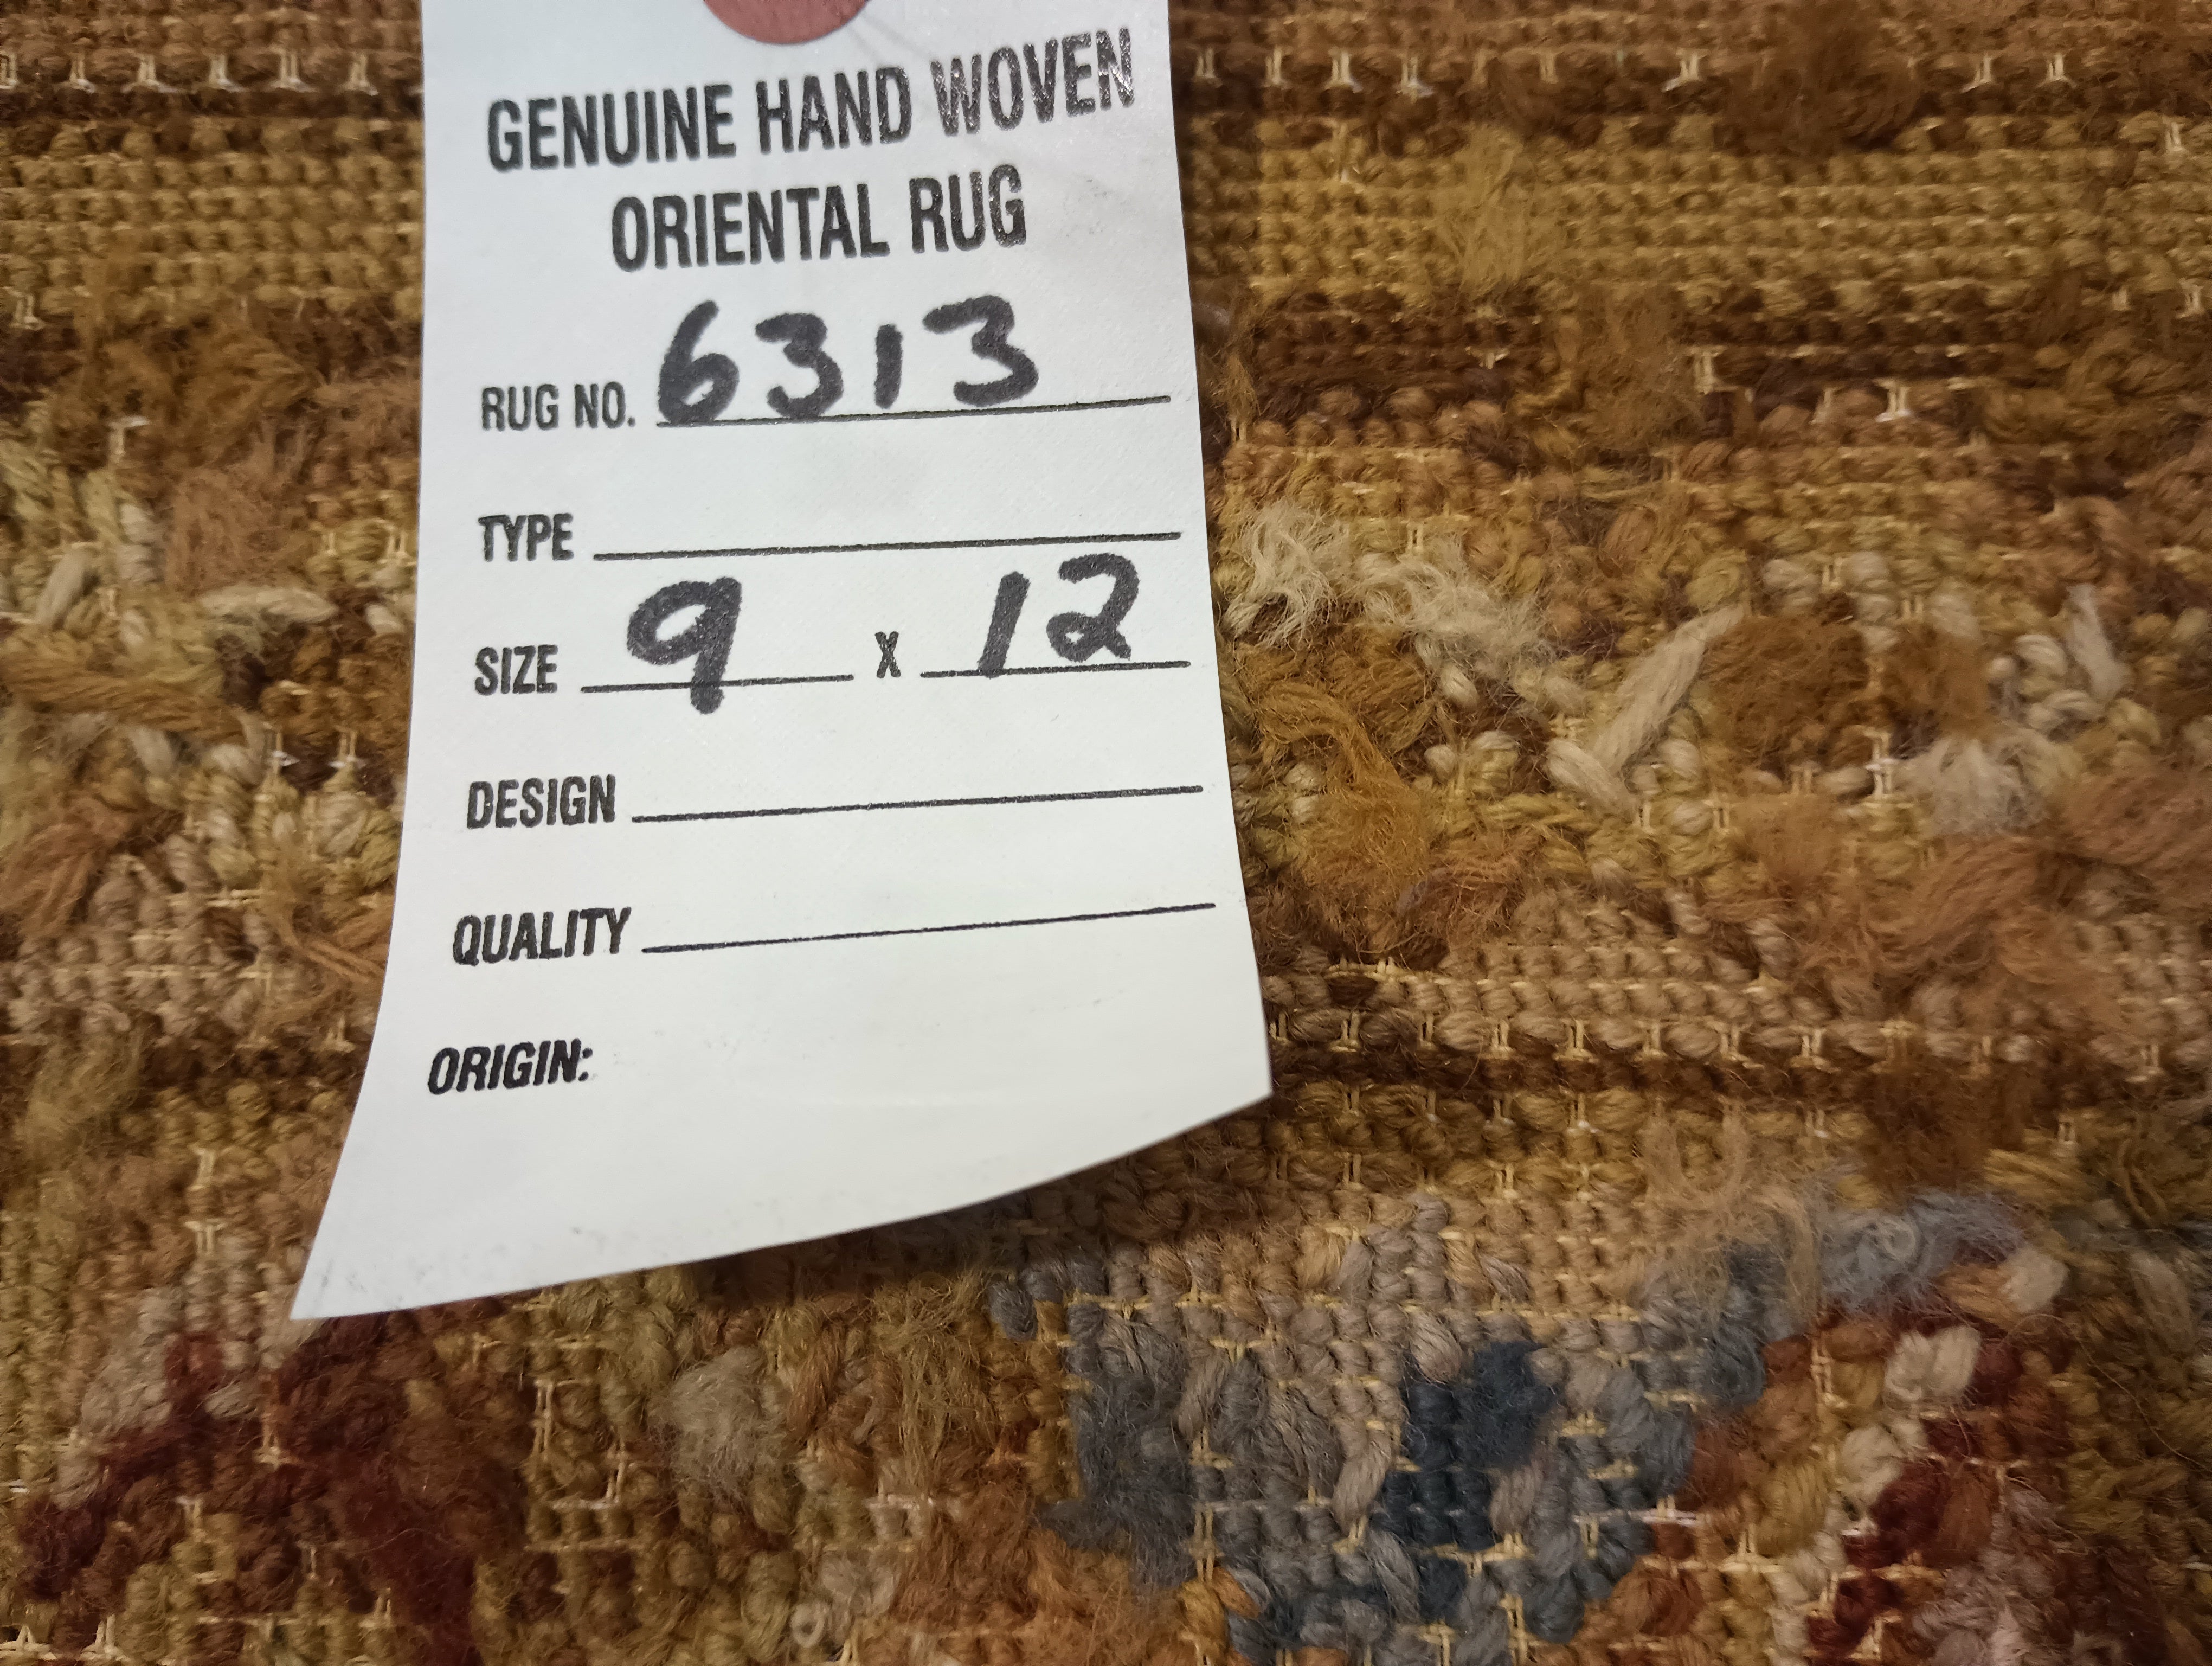 GENUINE HAND WOVEN
ORIENTAL RUG
RUG NO. 6313
TYPE
SIZE 9 X 12
DESIGN
QUALITY
ORIGIN: